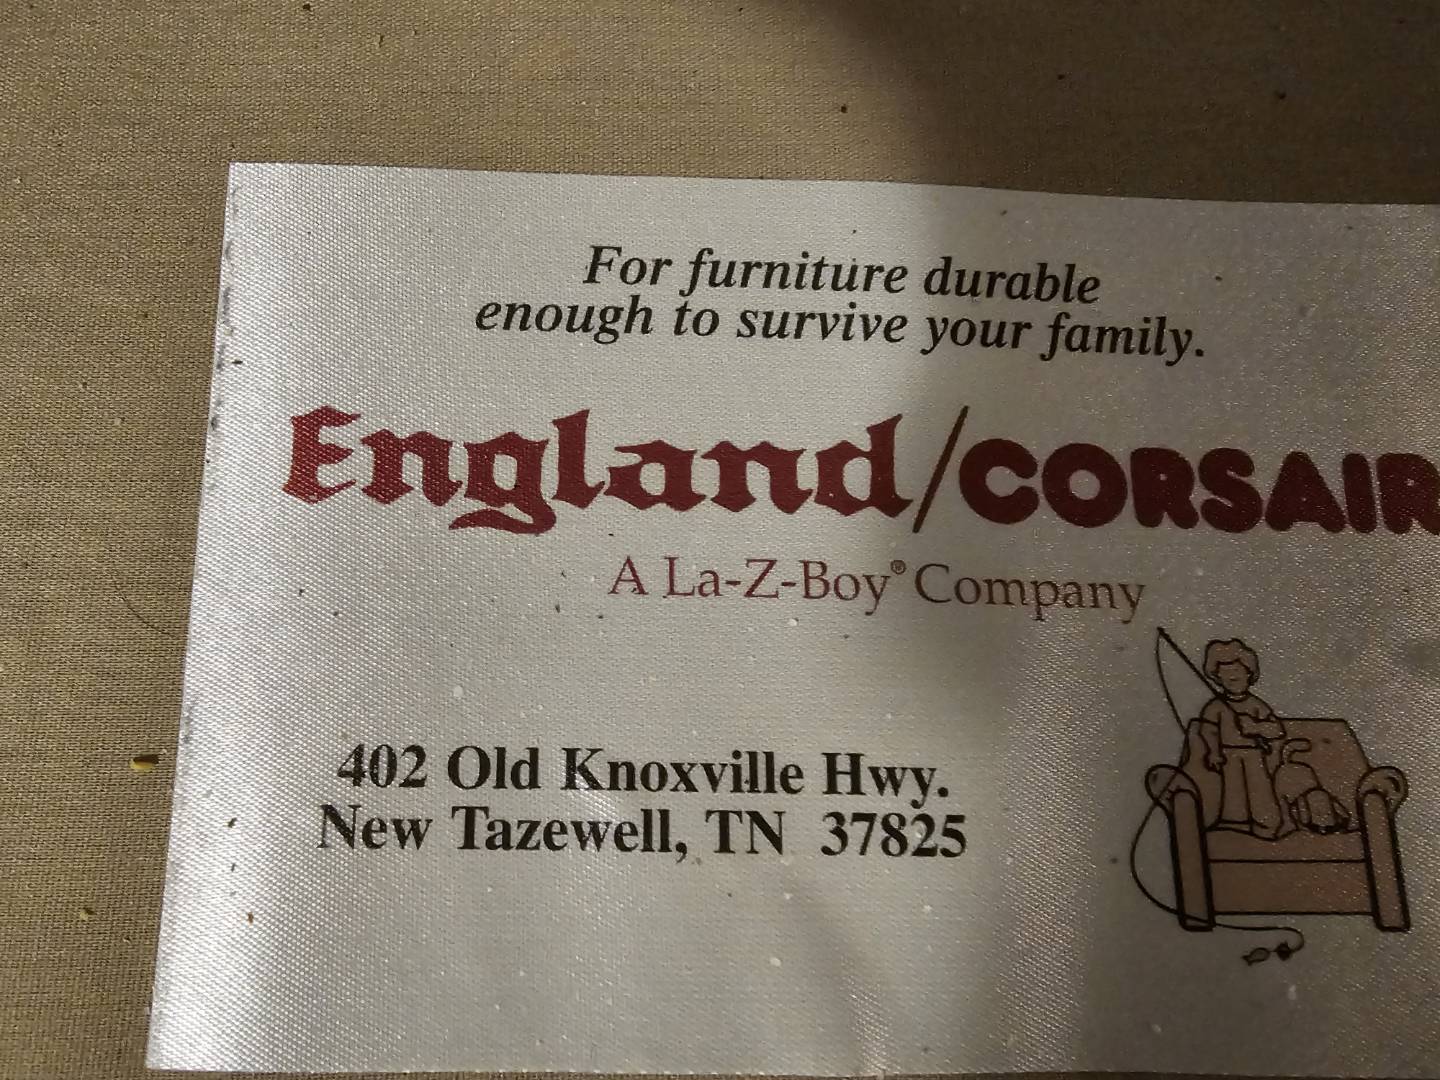 For furniture durable
enough to survive your family.
England/CORSAIR
A La-Z-Boy® Company
402 Old Knoxville Hwy.
New Tazewell, TN 37825